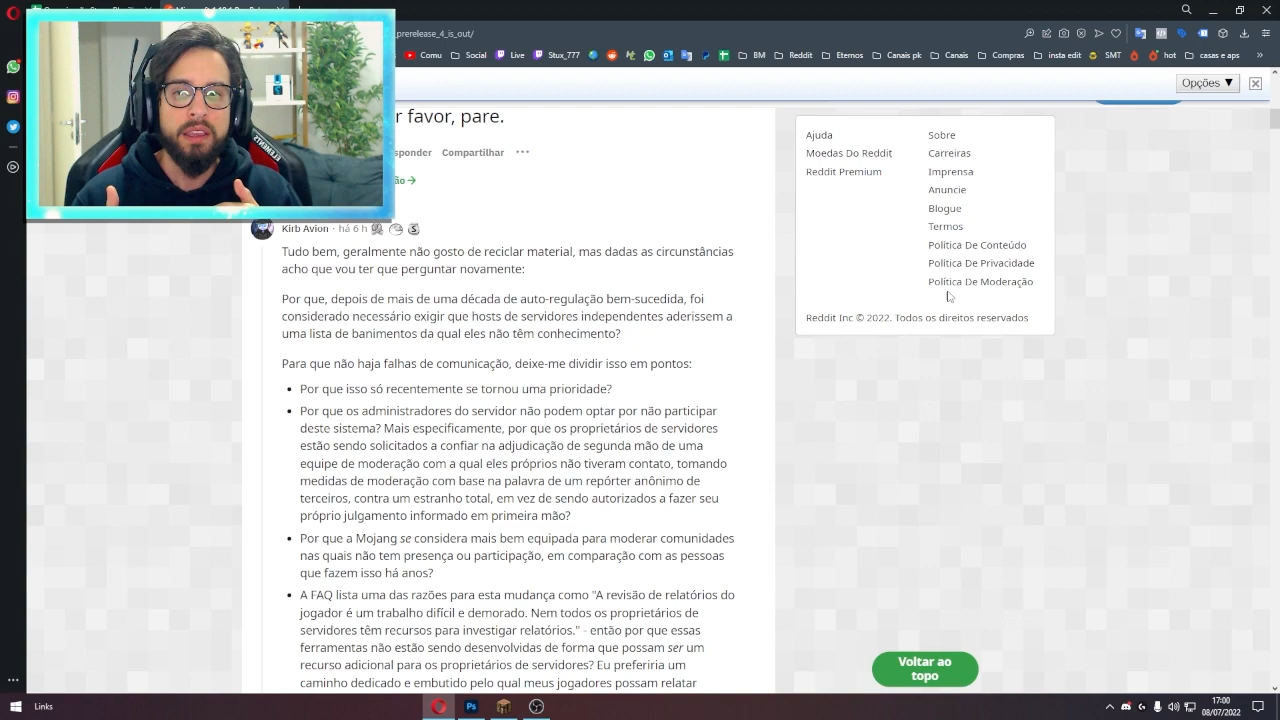 _prerelease_4_is_out/
Comu
Social
Live
Stux_777
BM
Reddit
Eternos
Canais pk
Insta
Compras
insta edit
SMT
hot
casas e aps
Opções ▼
r favor, pare.
sponder Compartilhar •••
ão →
ELEMENTS
Kirb Avion · há 6 h
Tudo bem, geralmente não gosto de reciclar material, mas dadas as circunstâncias
acho que vou ter que perguntar novamente:
Por que, depois de mais de uma década de auto-regulação bem-sucedida, foi
considerado necessário exigir que hosts de servidores independentes aderissem a
uma lista de banimentos da qual eles não têm conhecimento?
Para que não haja falhas de comunicação, deixe-me dividir isso em pontos:
• Por que isso só recentemente se tornou uma prioridade?
• Por que os administradores do servidor não podem optar por não participar
deste sistema? Mais especificamente, por que os proprietários de servidores
estão sendo solicitados a confiar na adjudicação de segunda mão de uma
equipe de moderação com a qual eles próprios não tiveram contato, tomando
medidas de moderação com base na palavra de um repórter anônimo de
terceiros, contra um estranho total, em vez de sendo autorizados a fazer seu
próprio julgamento informado em primeira mão?
• Por que a Mojang se considera mais bem equipada para moderar comunidades
nas quais não tem presença ou participação, em comparação com as pessoas
que fazem isso há anos?
• A FAQ lista uma das razões para esta mudança como "A revisão de relatórios do
jogador é um trabalho difícil e demorado. Nem todos os proprietários de
servidores têm recursos para investigar relatórios." - então por que essas
ferramentas não estão sendo desenvolvidas de forma que possam ser um
recurso adicional para os proprietários de servidores? Eu preferiria um
caminho dedicado e embutido pelo qual meus jogadores possam relatar
Ajuda
Moedas Do Reddit
Reddit Premium
Sobre
Carreiras
Imprensa
Anuncie
Blogue
Termos
Política De Conteúdo
Política De Privacidade
Política De Moderação
Reddit Inc © 2022. Todos os direitos reservados
Voltar ao
topo
Links
17:00
08/07/2022